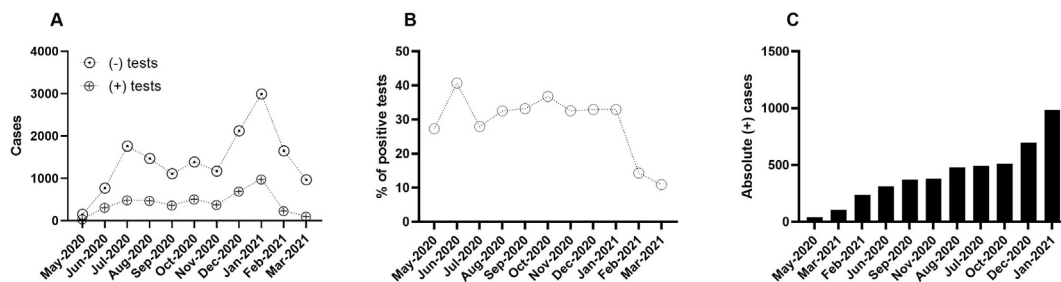 A
4000
3000
2000
1000
0
Cases
(-) tests
(+) tests
May-2020
Jun-2020
Jul-2020
Aug-2020
Sep-2020
Oct-2020
Nov-2020
Dec-2020
Jan-2021
Feb-2021
Mar-2021
B
50
40
30
20
10
0
% of positive tests
May-2020
Jun-2020
Jul-2020
Aug-2020
Sep-2020
Oct-2020
Nov-2020
Dec-2020
Jan-2021
Feb-2021
Mar-2021
C
1500
1000
500
0
Absolute (+) cases
May-2020
Mar-2021
Feb-2021
Jun-2020
Sep-2020
Nov-2020
Aug-2020
Jul-2020
Oct-2020
Dec-2020
Jan-2021